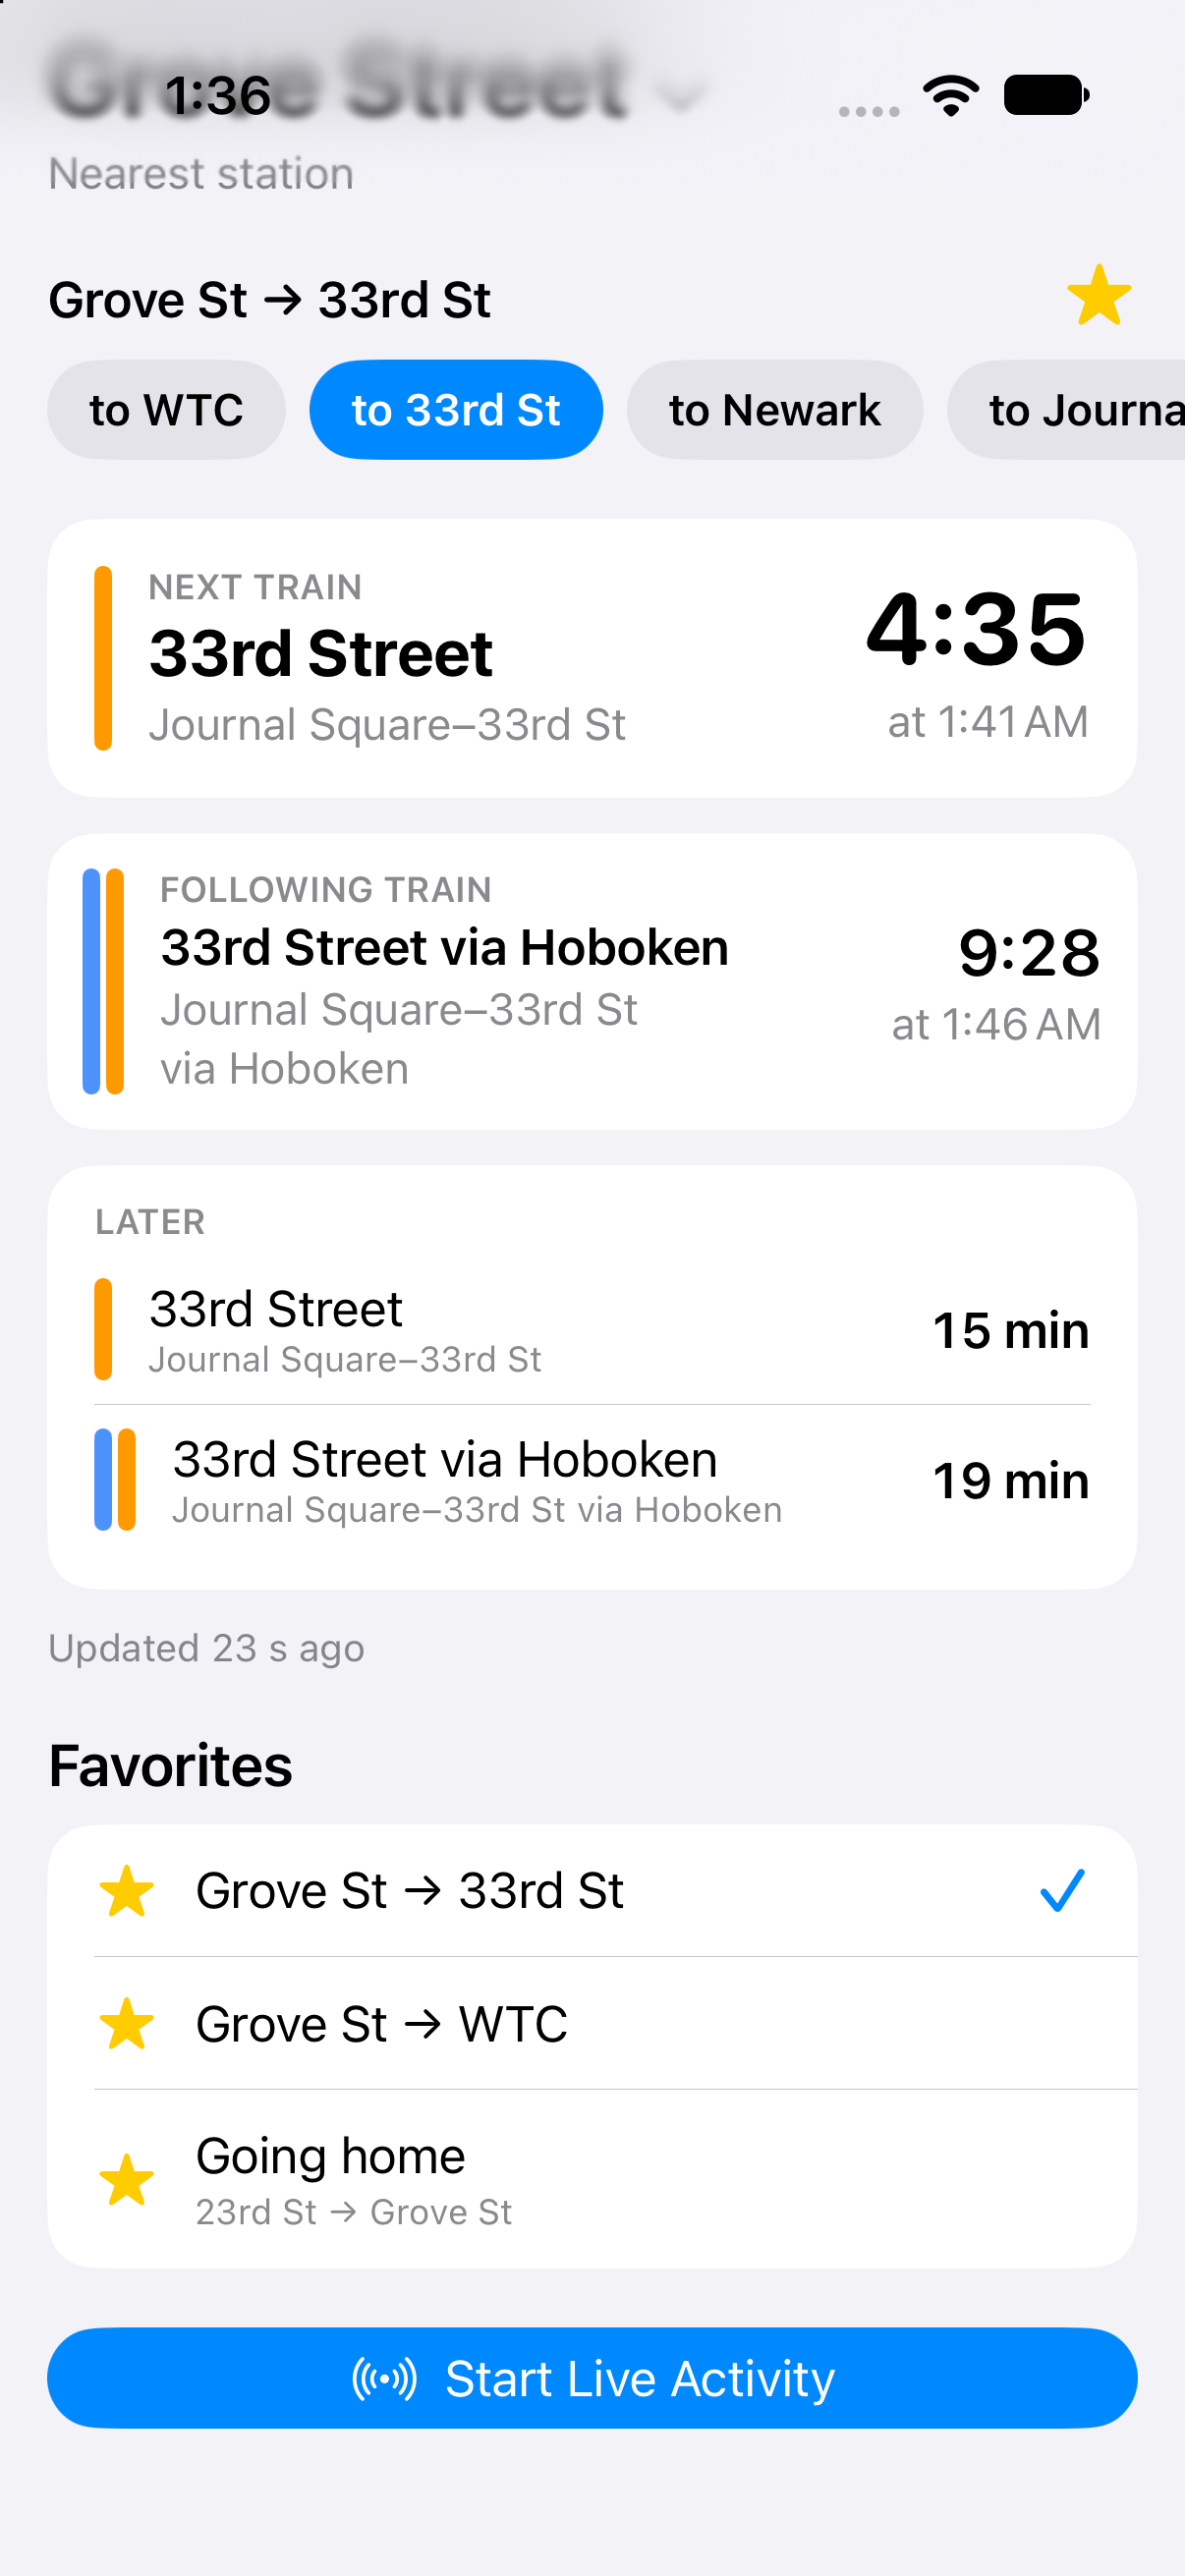 Grove Street
1:36
Nearest station
Grove St → 33rd St
to WTC
to 33rd St
to Newark
to Journa
NEXT TRAIN
33rd Street
4:35
Journal Square–33rd St
at 1:41 AM
FOLLOWING TRAIN
33rd Street via Hoboken
9:28
Journal Square–33rd St
via Hoboken
at 1:46 AM
LATER
33rd Street
Journal Square–33rd St
15 min
33rd Street via Hoboken
Journal Square–33rd St via Hoboken
19 min
Updated 23 s ago
Favorites
Grove St → 33rd St
Grove St → WTC
Going home
23rd St → Grove St
Start Live Activity